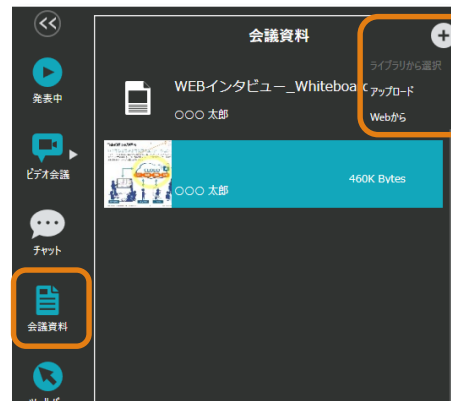 会議資料
ライブラリから選択
アップロード
Webから
WEBインタビュー_Whiteboard
○○○ 太郎
460K Bytes
○○○ 太郎
発表中
ビデオ会議
チャット
会議資料